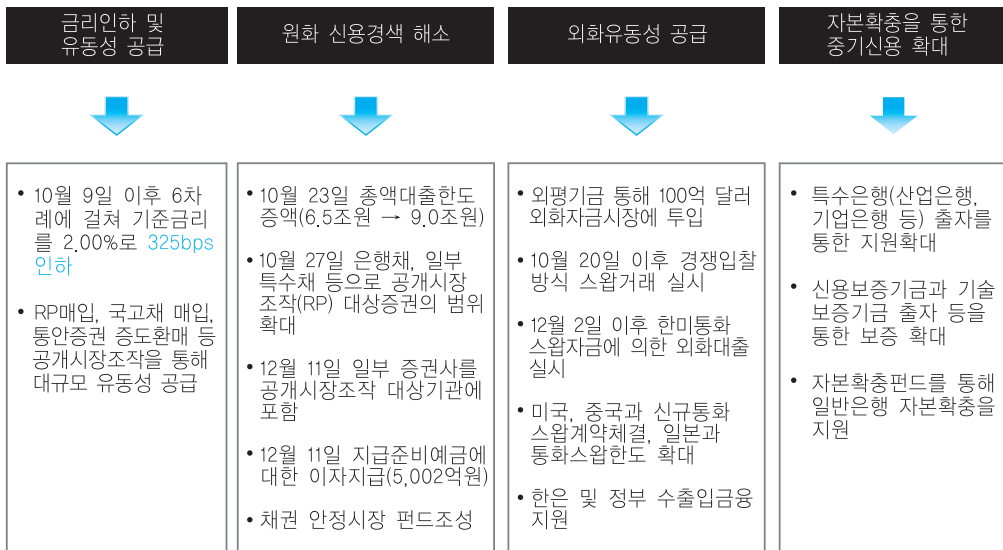 금리인하 및
유동성 공급
• 10월 9일 이후 6차
례에 걸쳐 기준금리
를 2.00%로 325bps
인하
• RP매입, 국고채 매입,
통안증권 증도환매 등
공개시장조작을 통해
대규모 유동성 공급
원화 신용경색 해소
• 10월 23일 총액대출한도
증액(6.5조원 → 9.0조원)
• 10월 27일 은행채, 일부
특수채 등으로 공개시장
조작(RP) 대상증권의 범위
확대
• 12월 11일 일부 증권사를
공개시장조작 대상기관에
포함
• 12월 11일 지급준비예금에
대한 이자지급(5,002억원)
• 채권 안정시장 펀드조성
외화유동성 공급
• 외평기금 통해 100억 달러
외화자금시장에 투입
• 10월 20일 이후 경쟁입찰
방식 스왑거래 실시
• 12월 2일 이후 한미통화
스왑자금에 의한 외화대출
실시
• 미국, 중국과 신규통화
스왑계약체결, 일본과
통화스왑한도 확대
• 한은 및 정부 수출입금융
지원
자본확충을 통한
중기신용 확대
• 특수은행(산업은행,
기업은행 등) 출자를
통한 지원확대
• 신용보증기금과 기술
보증기금 출자 등을
통한 보증 확대
• 자본확충펀드를 통해
일반은행 자본확충을
지원